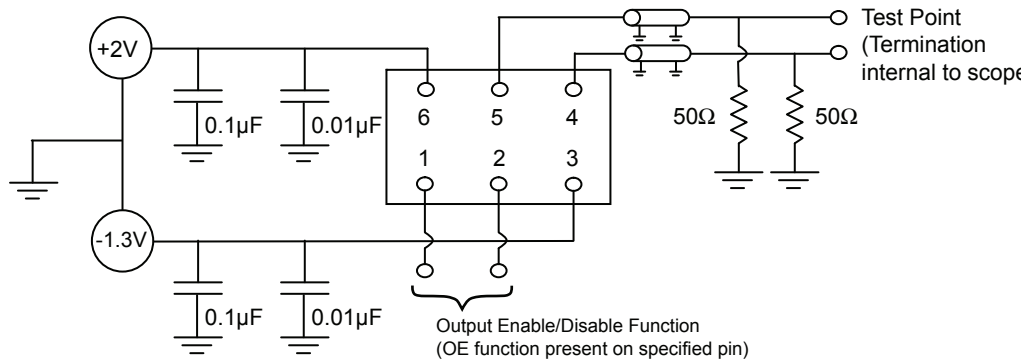 +2V
Test Point
(Termination
internal to scope
0.1µF
0.01µF
6
5
4
50Ω
50Ω
1
2
3
-1.3V
0.1µF
0.01µF
Output Enable/Disable Function
(OE function present on specified pin)